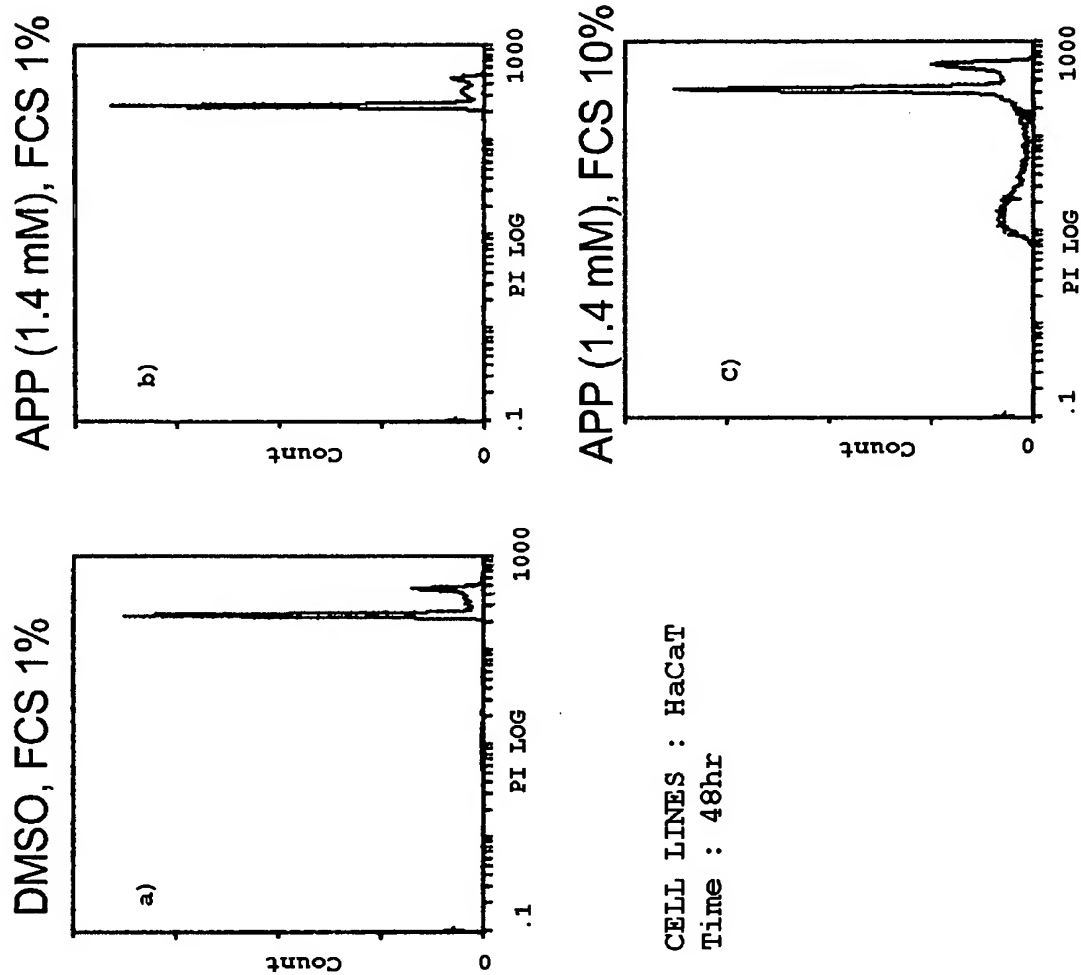 DMSO, FCS 1%
a)
Count
0
.1
PI LOG
1000
APP (1.4 mM), FCS 1%
b)
Count
0
.1
PI LOG
1000
APP (1.4 mM), FCS 10%
c)
Count
0
.1
PI LOG
1000
CELL LINES : HaCaT
Time : 48hr